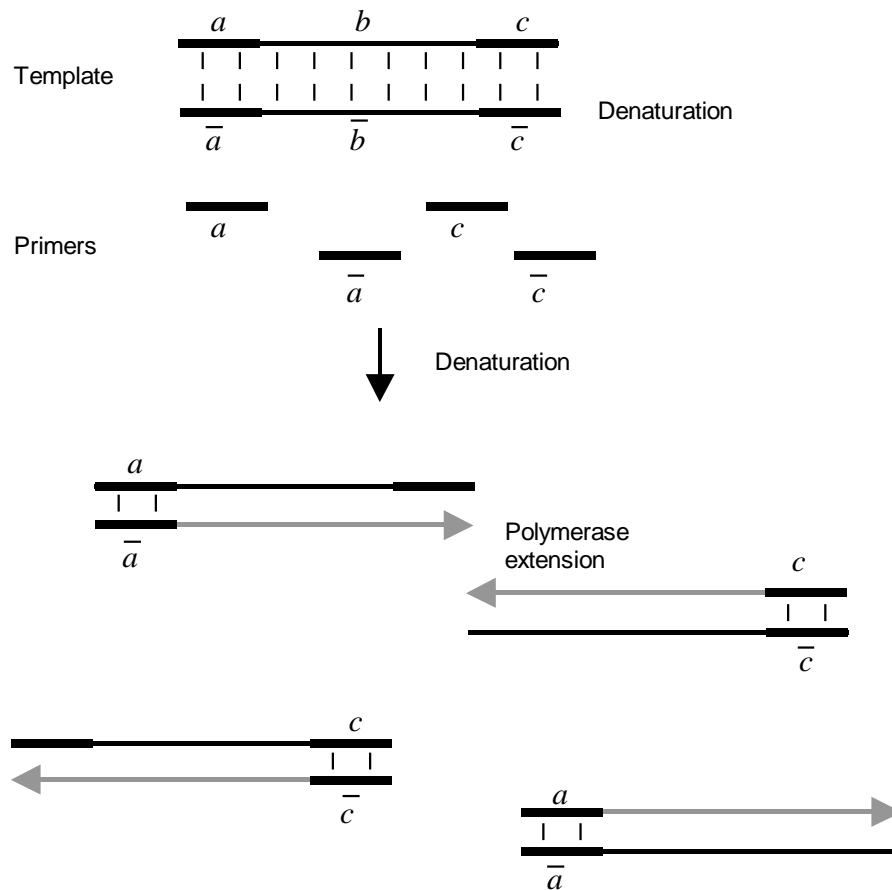 a b c
Template
Denaturation
a̅ b̅ c̅
a c
Primers
a̅ c̅
Denaturation
a
Polymerase
extension
a̅
c
c̅
c
c̅
a
a̅